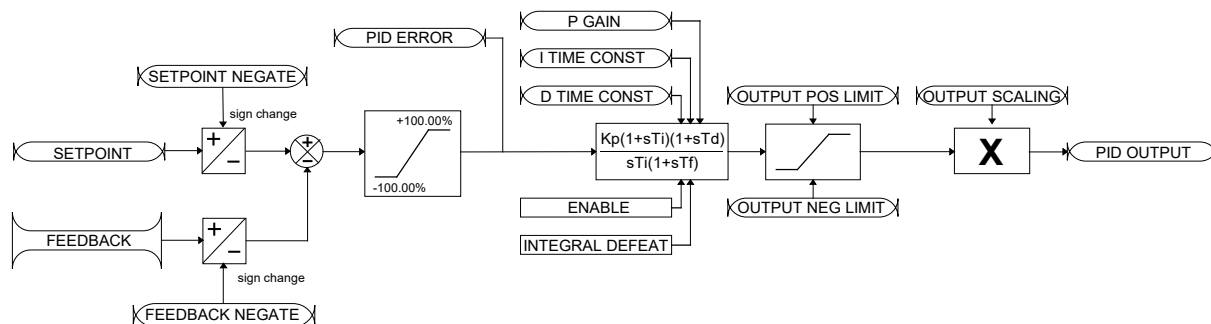 P GAIN
PID ERROR
I TIME CONST
SETPOINT NEGATE
D TIME CONST
OUTPUT POS LIMIT
OUTPUT SCALING
sign change
+100.00%
+
-
+
-
Kp(1+sTi)(1+sTd)
sTi(1+sTf)
X
SETPOINT
PID OUTPUT
-100.00%
ENABLE
OUTPUT NEG LIMIT
FEEDBACK
+
-
INTEGRAL DEFEAT
sign change
FEEDBACK NEGATE